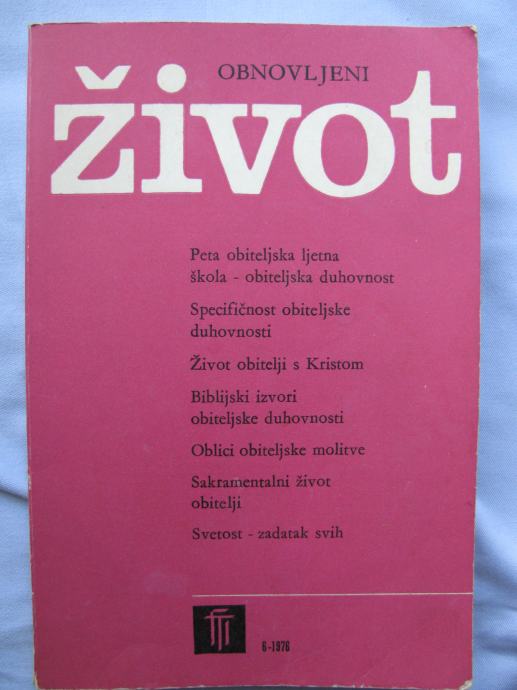 OBNOVLJENI
život
Peta obiteljska ljetna
škola - obiteljska duhovnost
Specifičnost obiteljske
duhovnosti
Život obitelji s Kristom
Biblijski izvori
obiteljske duhovnosti
Oblici obiteljske molitve
Sakramentalni život
obitelji
Svetost - zadatak svih
6-1976